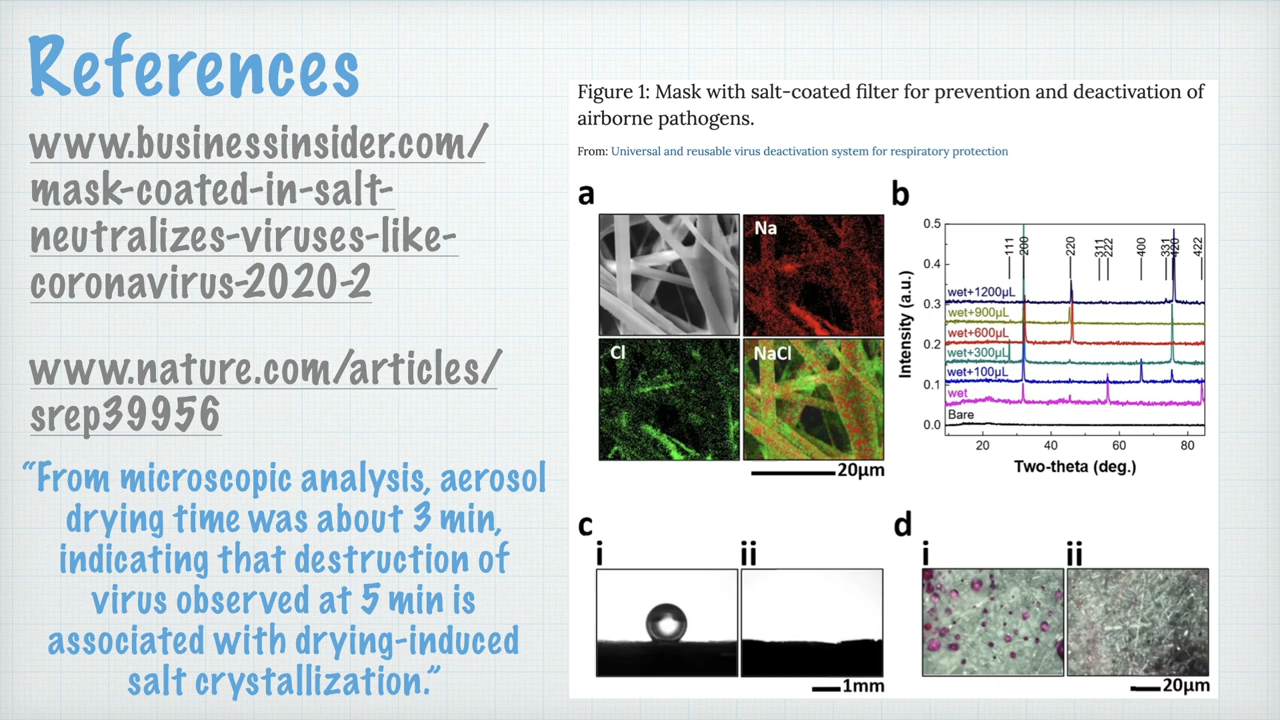 References
www.businessinsider.com/
mask-coated-in-salt-
neutralizes-viruses-like-
coronavirus-2020-2
www.nature.com/articles/
srep39956
“From microscopic analysis, aerosol
drying time was about 3 min,
indicating that destruction of
virus observed at 5 min is
associated with drying-induced
salt crystallization.”
Figure 1: Mask with salt-coated filter for prevention and deactivation of
airborne pathogens.
From: Universal and reusable virus deactivation system for respiratory protection
a
Na
Cl
NaCl
20µm
b
Intensity (a.u.)
0.5
0.4
0.3
0.2
0.1
0.0
111
200
220
311
222
400
331
420
422
wet+1200µL
wet+900µL
wet+600µL
wet+300µL
wet+100µL
wet
Bare
20 40 60 80
Two-theta (deg.)
c
i
ii
1mm
d
i
ii
20µm